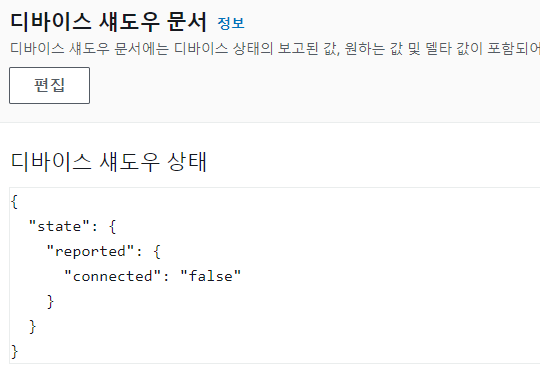 디바이스 섀도우 문서 정보
디바이스 섀도우 문서에는 디바이스 상태의 보고된 값, 원하는 값 및 델타 값이 포함되어
편집
디바이스 섀도우 상태
{
  "state": {
    "reported": {
      "connected": "false"
    }
  }
}